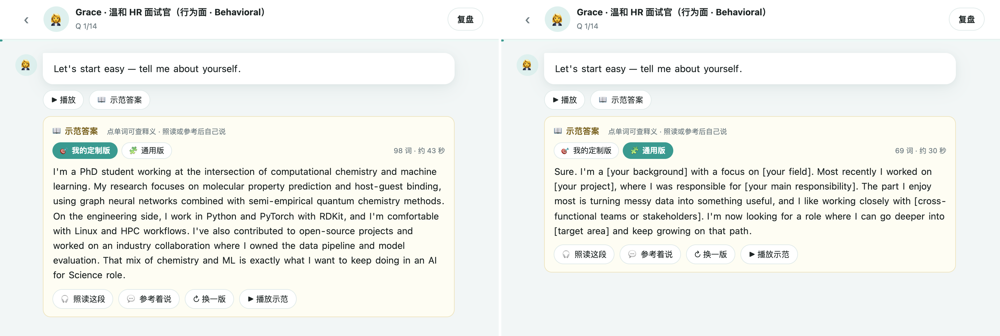 Grace · 温和 HR 面试官（行为面 · Behavioral）
Q 1/14
复盘
Let's start easy — tell me about yourself.
▶ 播放
📖 示范答案
📖 示范答案 点单词可查释义 · 照读或参考后自己说
🎯 我的定制版
🧩 通用版
98 词 · 约 43 秒
I'm a PhD student working at the intersection of computational chemistry and machine
learning. My research focuses on molecular property prediction and host-guest binding,
using graph neural networks combined with semi-empirical quantum chemistry methods.
On the engineering side, I work in Python and PyTorch with RDKit, and I'm comfortable
with Linux and HPC workflows. I've also contributed to open-source projects and
worked on an industry collaboration where I owned the data pipeline and model
evaluation. That mix of chemistry and ML is exactly what I want to keep doing in an AI
for Science role.
🎧 照读这段
💬 参考着说
↻ 换一版
▶ 播放示范
Grace · 温和 HR 面试官（行为面 · Behavioral）
Q 1/14
复盘
Let's start easy — tell me about yourself.
▶ 播放
📖 示范答案
📖 示范答案 点单词可查释义 · 照读或参考后自己说
🎯 我的定制版
🧩 通用版
69 词 · 约 30 秒
Sure. I'm a [your background] with a focus on [your field]. Most recently I worked on
[your project], where I was responsible for [your main responsibility]. The part I enjoy
most is turning messy data into something useful, and I like working closely with [cross-
functional teams or stakeholders]. I'm now looking for a role where I can go deeper into
[target area] and keep growing on that path.
🎧 照读这段
💬 参考着说
↻ 换一版
▶ 播放示范